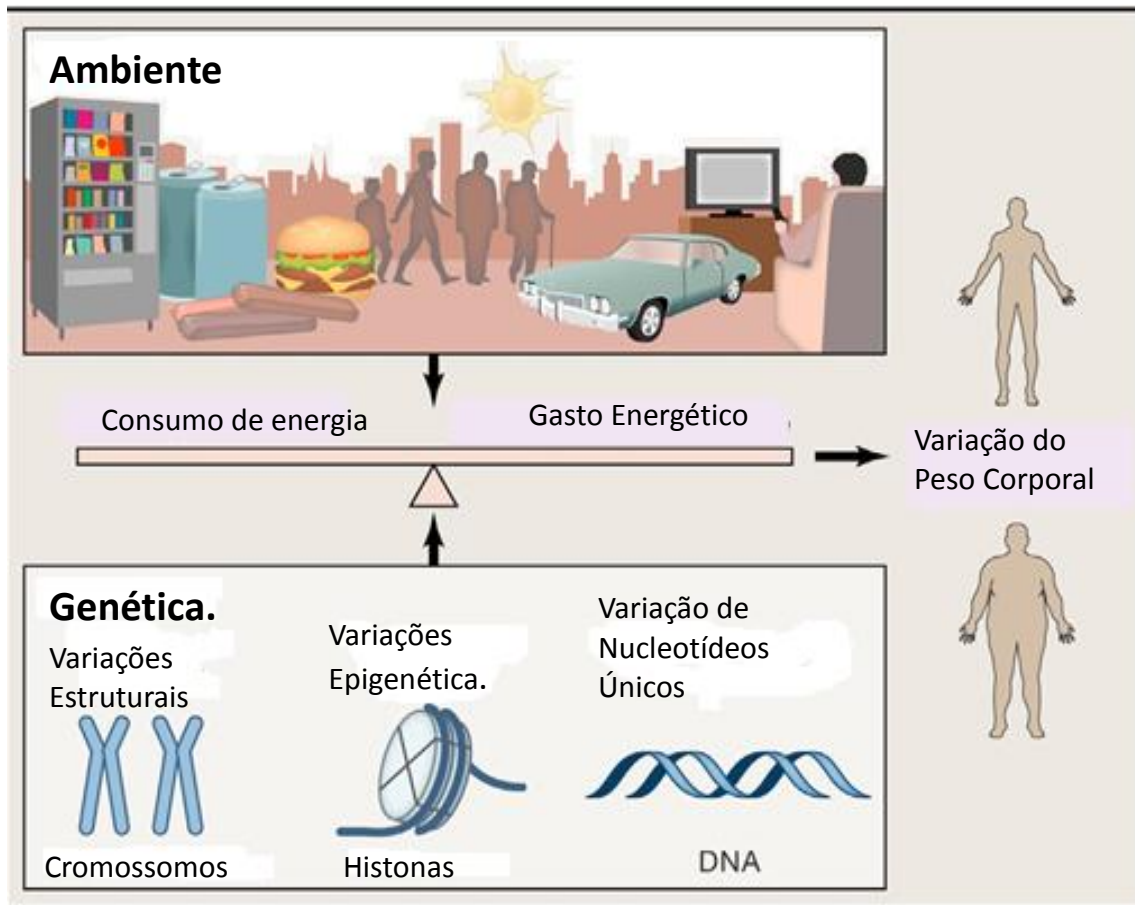 Ambiente
Consumo de energia
Gasto Energético
Variação do
Peso Corporal
Genética.
Variações
Estruturais
Variações
Epigenética.
Variação de
Nucleotídeos
Únicos
Cromossomos
Histonas
DNA